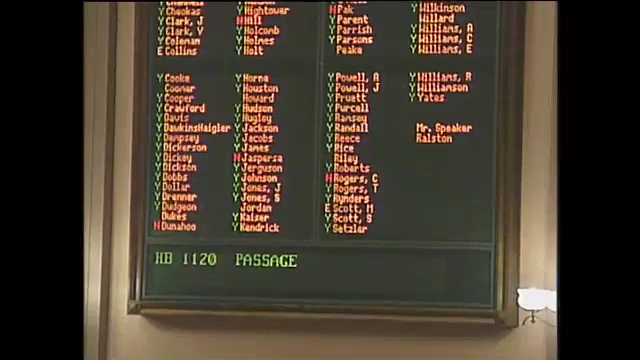 Y Cheokas
Y Clark, J
Y Clark, V
Y Coleman
E Collins
Y Cooke
Coomer
Y Cooper
Y Crawford
Y Davis
Y DawkinsHaigler
Y Dempsey
Y Dickerson
Y Dickey
Y Dickson
Y Dobbs
Y Dollar
Y Drenner
Y Dudgeon
Dukes
N Dunahoo
Y Hightower
N Hill
Y Holcomb
Y Holmes
Y Holt
Y Horne
Y Houston
Howard
Y Hudson
Y Hugley
Y Jackson
Y Jacobs
Y James
N Jasperse
Y Jerguson
Y Johnson
Y Jones, J
Y Jones, S
Jordan
Y Kaiser
Y Kendrick
N Pak
Y Parent
Y Parrish
Y Parsons
Peake
Y Powell, A
Y Powell, J
Y Pruett
Y Purcell
Y Ramsey
Y Randall
Y Reece
Y Rice
Riley
Y Roberts
N Rogers, C
Y Rogers, T
Y Rynders
E Scott, M
Y Scott, S
Y Setzler
Y Wilkinson
Willard
Y Williams, A
Y Williams, C
Y Williams, E
Y Williams, R
Y Williamson
Y Yates
Mr. Speaker
Ralston
HB 1120 PASSAGE